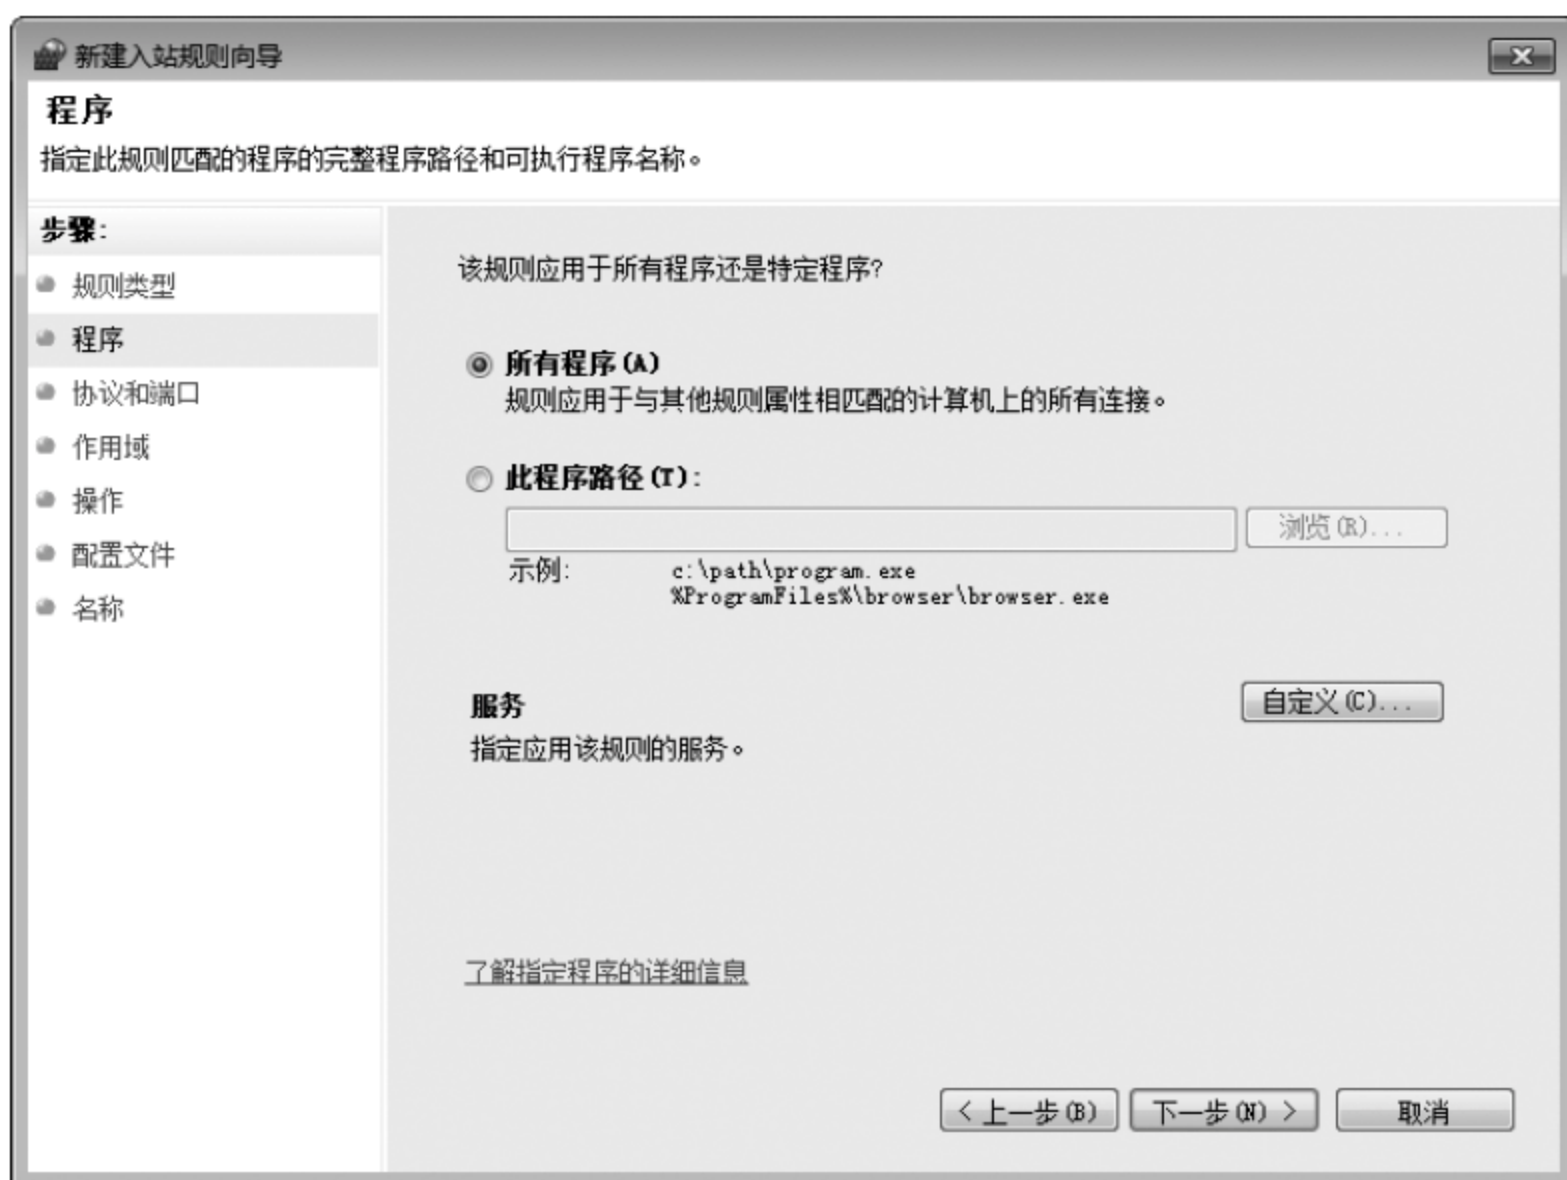 新建入站规则向导
程序
指定此规则匹配的程序的完整程序路径和可执行程序名称。
步骤:
规则类型
程序
协议和端口
作用域
操作
配置文件
名称
该规则应用于所有程序还是特定程序?
所有程序(A)
规则应用于与其他规则属性相匹配的计算机上的所有连接。
此程序路径(T):
浏览(R)...
示例: c:\path\program.exe
%ProgramFiles%\browser\browser.exe
服务 自定义(C)...
指定应用该规则的服务。
了解指定程序的详细信息
< 上一步(B) 下一步(N) > 取消